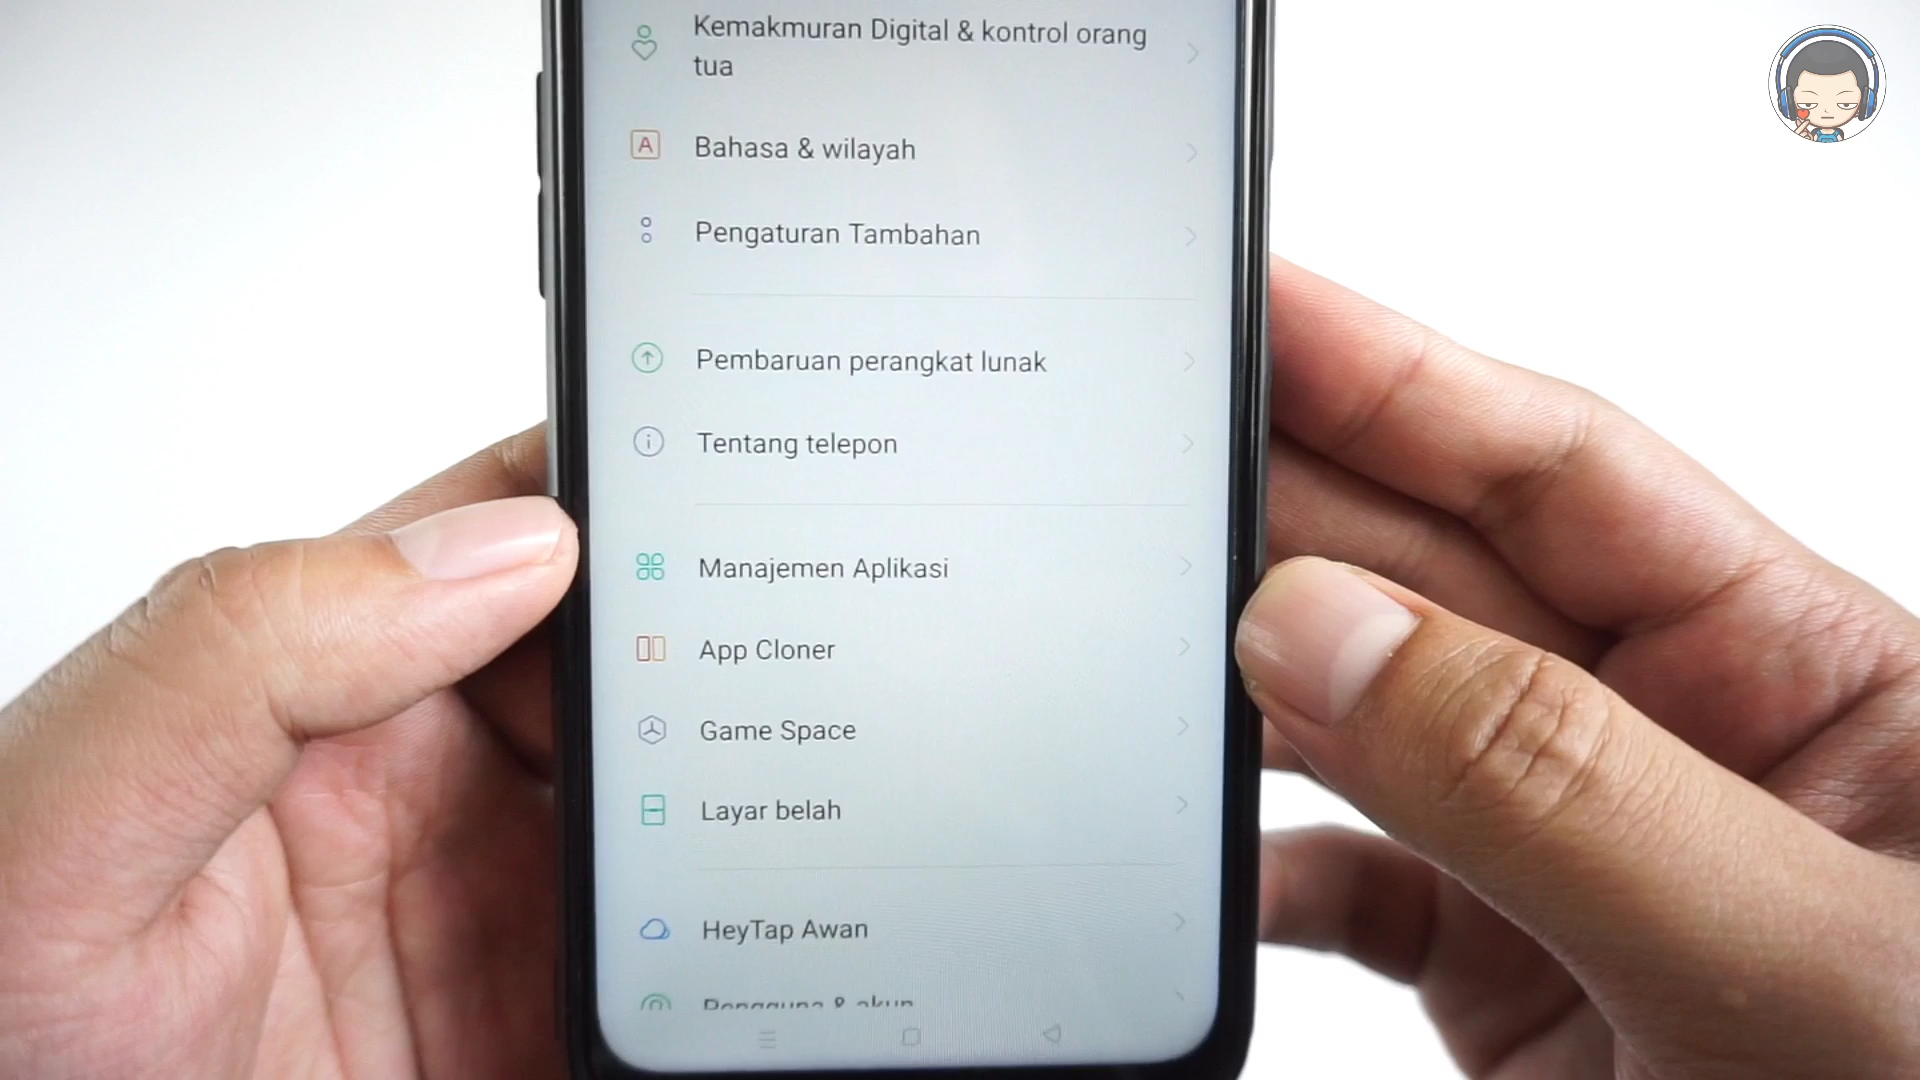 Kemakmuran Digital & kontrol orang
tua
A
Bahasa & wilayah
Pengaturan Tambahan
Pembaruan perangkat lunak
Tentang telepon
Manajemen Aplikasi
App Cloner
Game Space
Layar belah
HeyTap Awan
Pengguna & akun